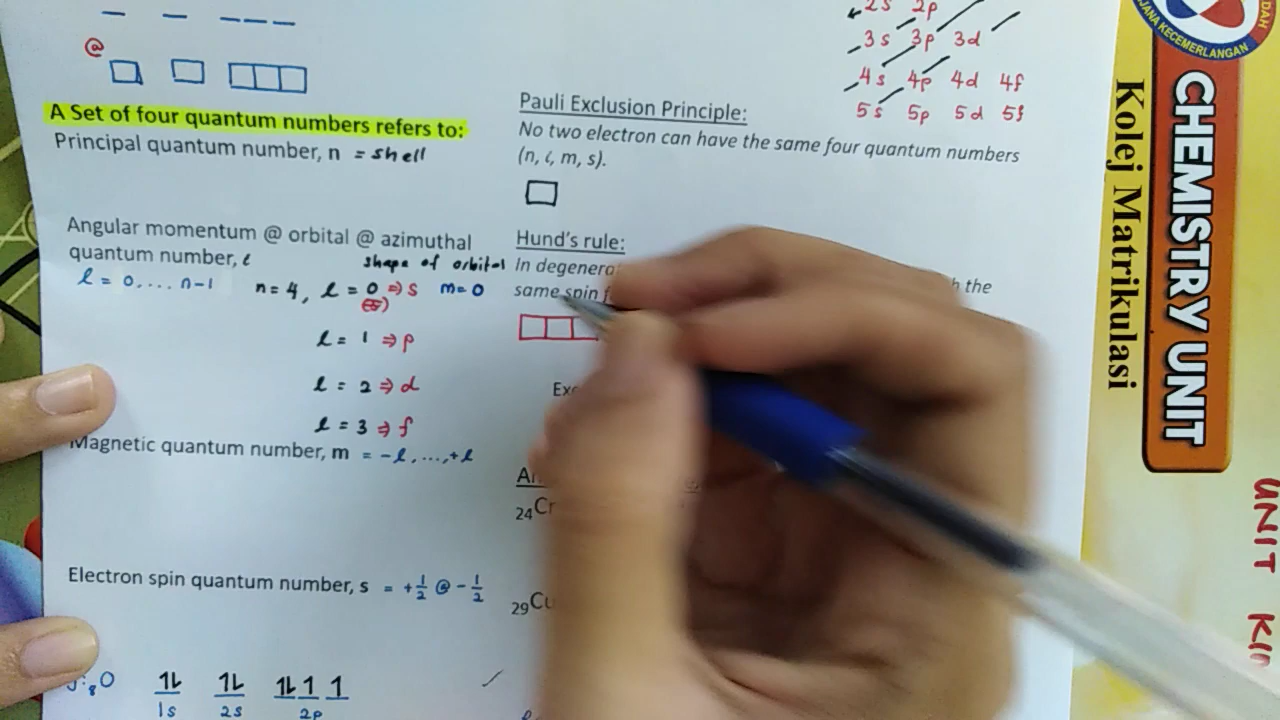 @
A Set of four quantum numbers refers to:
Principal quantum number, n = shell
Angular momentum @ orbital @ azimuthal
quantum number, ℓ
shape of orbital
ℓ = 0,....n-1 n=4, ℓ = 0 ⇒ s m=0
ℓ = 1 ⇒ p
ℓ = 2 ⇒ d
ℓ = 3 ⇒ f
Magnetic quantum number, m = -ℓ,...,+ℓ
Electron spin quantum number, s = +½ @ -½
₈O
1s 2s 2p
2s 2p
3s 3p 3d
4s 4p 4d 4f
5s 5p 5d 5f
Pauli Exclusion Principle:
No two electron can have the same four quantum numbers
(n, ℓ, m, s).
Hund's rule:
In h the
same spin
₂₄Cr
₂₉Cu
KECEMERLANGAN
CHEMISTRY UNIT
Kolej Matrikulasi
UNIT